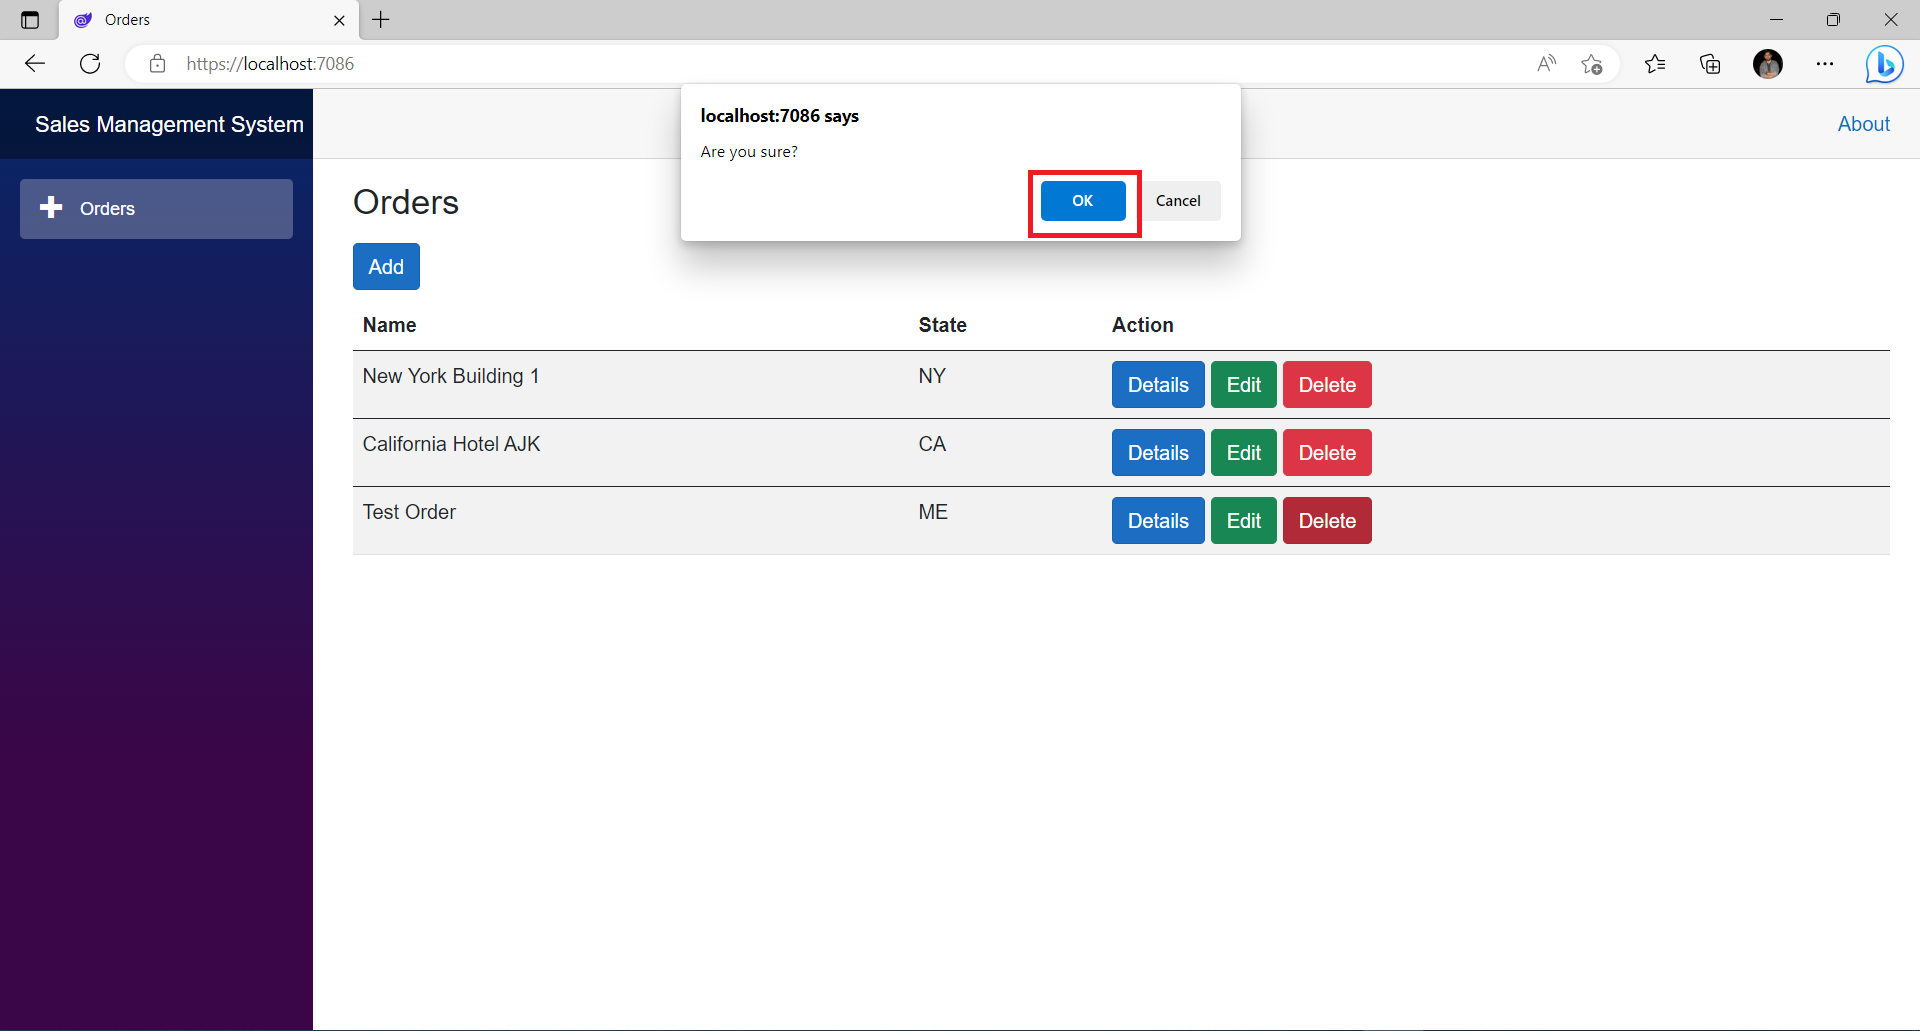 Orders
https://localhost:7086
localhost:7086 says
Are you sure?
OK
Cancel
Sales Management System
About
Orders
Orders
Add
Name State Action
New York Building 1 NY Details Edit Delete
California Hotel AJK CA Details Edit Delete
Test Order ME Details Edit Delete